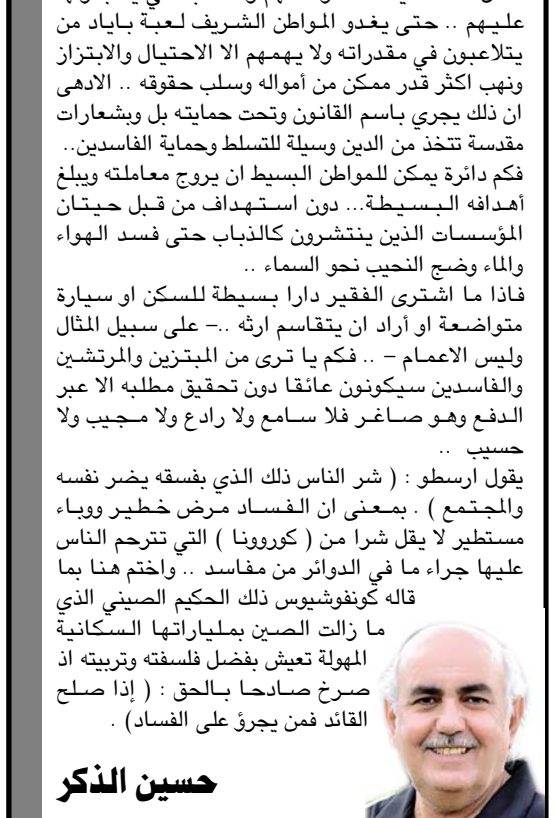 عليهم .. حتى يغدو المواطن الشريف لعبة باياد من
يتلاعبون في مقدراته ولا يهمهم الا الاحتيال والابتزاز
ونهب اكثر قدر ممكن من أمواله وسلب حقوقه .. الادهى
ان ذلك يجري باسم القانون وتحت حمايته بل وبشعارات
مقدسة تتخذ من الدين وسيلة للتسلط وحماية الفاسدين..
فكم دائرة يمكن للمواطن البسيط ان يروج معاملته ويبلغ
أهدافه البسيطة... دون استهداف من قبل حيتان
المؤسسات الذين ينتشرون كالذباب حتى فسد الهواء
والماء وضج النحيب نحو السماء ..
فاذا ما اشترى الفقير دارا بسيطة للسكن او سيارة
متواضعة او أراد ان يتقاسم ارثه ..– على سبيل المثال
وليس الاعمام – .. فكم يا ترى من المبتزين والمرتشين
والفاسدين سيكونون عائقا دون تحقيق مطلبه الا عبر
الدفع وهو صاغر فلا سامع ولا رادع ولا مجيب ولا
حسيب ..
يقول ارسطو : ( شر الناس ذلك الذي بفسقه يضر نفسه
والمجتمع ) . بمعنى ان الفساد مرض خطير ووباء
مستطير لا يقل شرا من ( كوروونا ) التي تترحم الناس
عليها جراء ما في الدوائر من مفاسد .. واختم هنا بما
قاله كونفوشيوس ذلك الحكيم الصيني الذي
ما زالت الصين بملياراتها السكانية
المهولة تعيش بفضل فلسفته وتربيته اذ
صرخ صادحا بالحق : ( إذا صلح
القائد فمن يجرؤ على الفساد) .
حسين الذكر